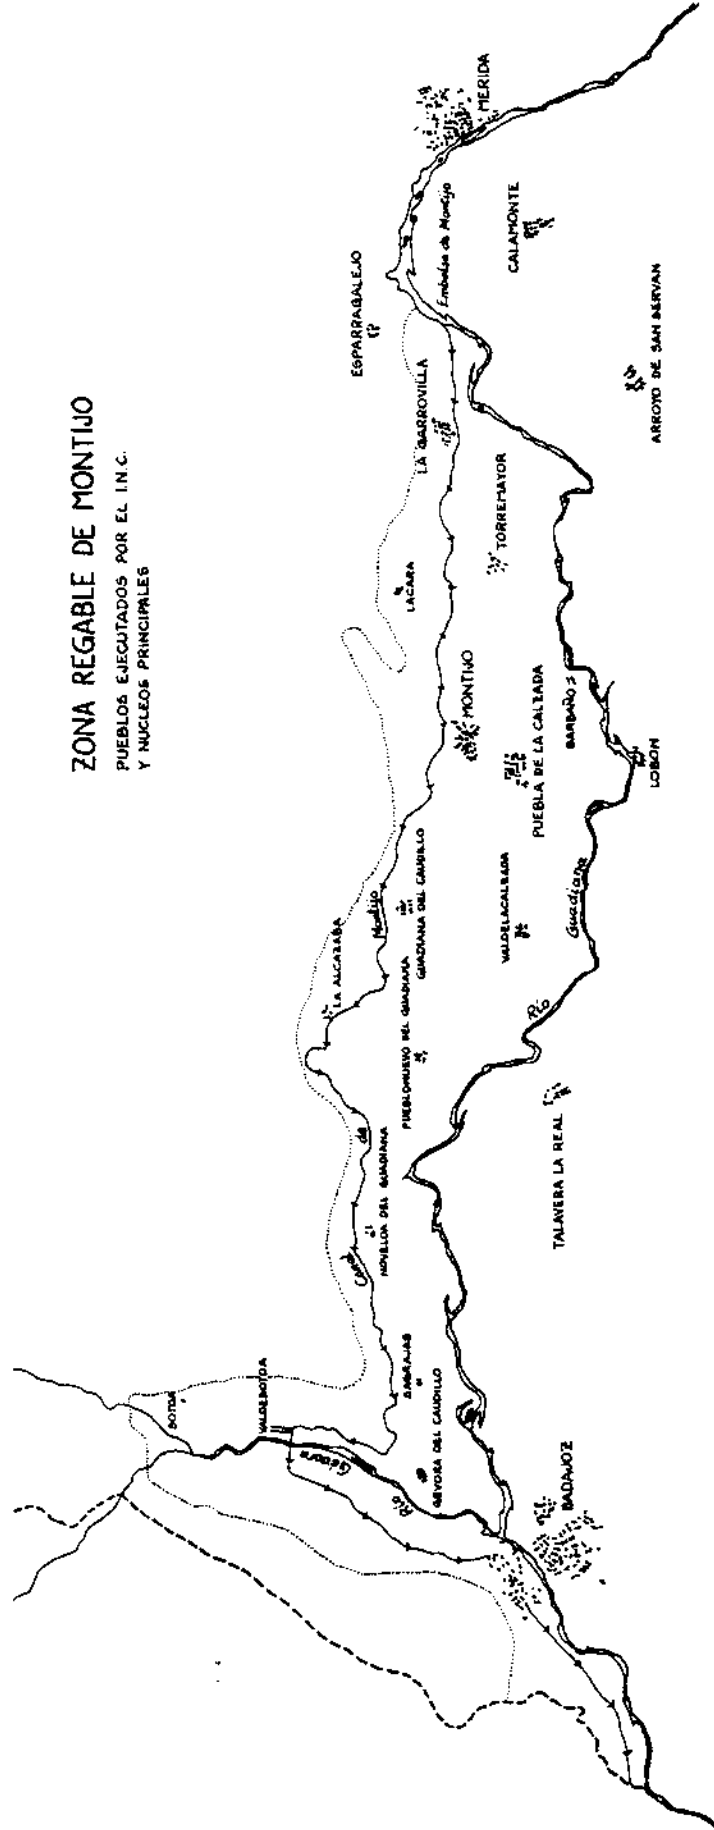 ZONA REGABLE DE MONTIJO
PUEBLOS EJECUTADOS POR EL I.N.C.
Y NUCLEOS PRINCIPALES
BOTOA
VALDEBOTOA
Río Gévora
SAGRAJAS
GEVORA DEL CAUDILLO
BADAJOZ
Canal de Montijo
NOVELDA DEL GUADIANA
LA ALCAZABA
PUEBLONUEVO DEL GUADIANA
GUADIANA DEL CAUDILLO
TALAVERA LA REAL
VALDELACALZADA
Río Guadiana
MONTIJO
PUEBLA DE LA CALZADA
BARBAÑO
LOBON
LACARA
TORREMAYOR
LA GARROVILLA
ESPARRAGALEJO
Embalse de Montijo
CALAMONTE
ARROYO DE SAN SERVAN
MERIDA